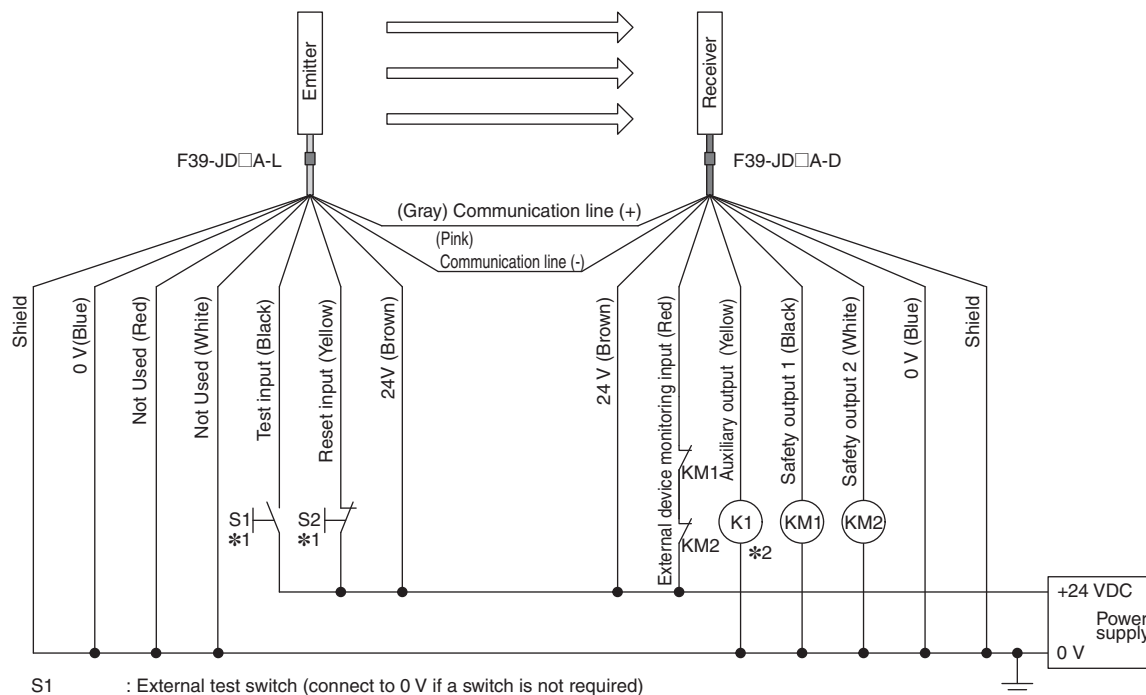 Emitter
Receiver
F39-JD□A-L
F39-JD□A-D
(Gray) Communication line (+)
(Pink)
Communication line (-)
Shield
0 V(Blue)
Not Used (Red)
Not Used (White)
Test input (Black)
Reset input (Yellow)
24V (Brown)
24 V (Brown)
External device monitoring input (Red)
Auxiliary output (Yellow)
Safety output 1 (Black)
Safety output 2 (White)
0 V (Blue)
Shield
KM1
S1
✱1
S2
✱1
KM2
K1
✱2
KM1
KM2
+24 VDC
Power
supply
0 V
S1 : External test switch (connect to 0 V if a switch is not required)